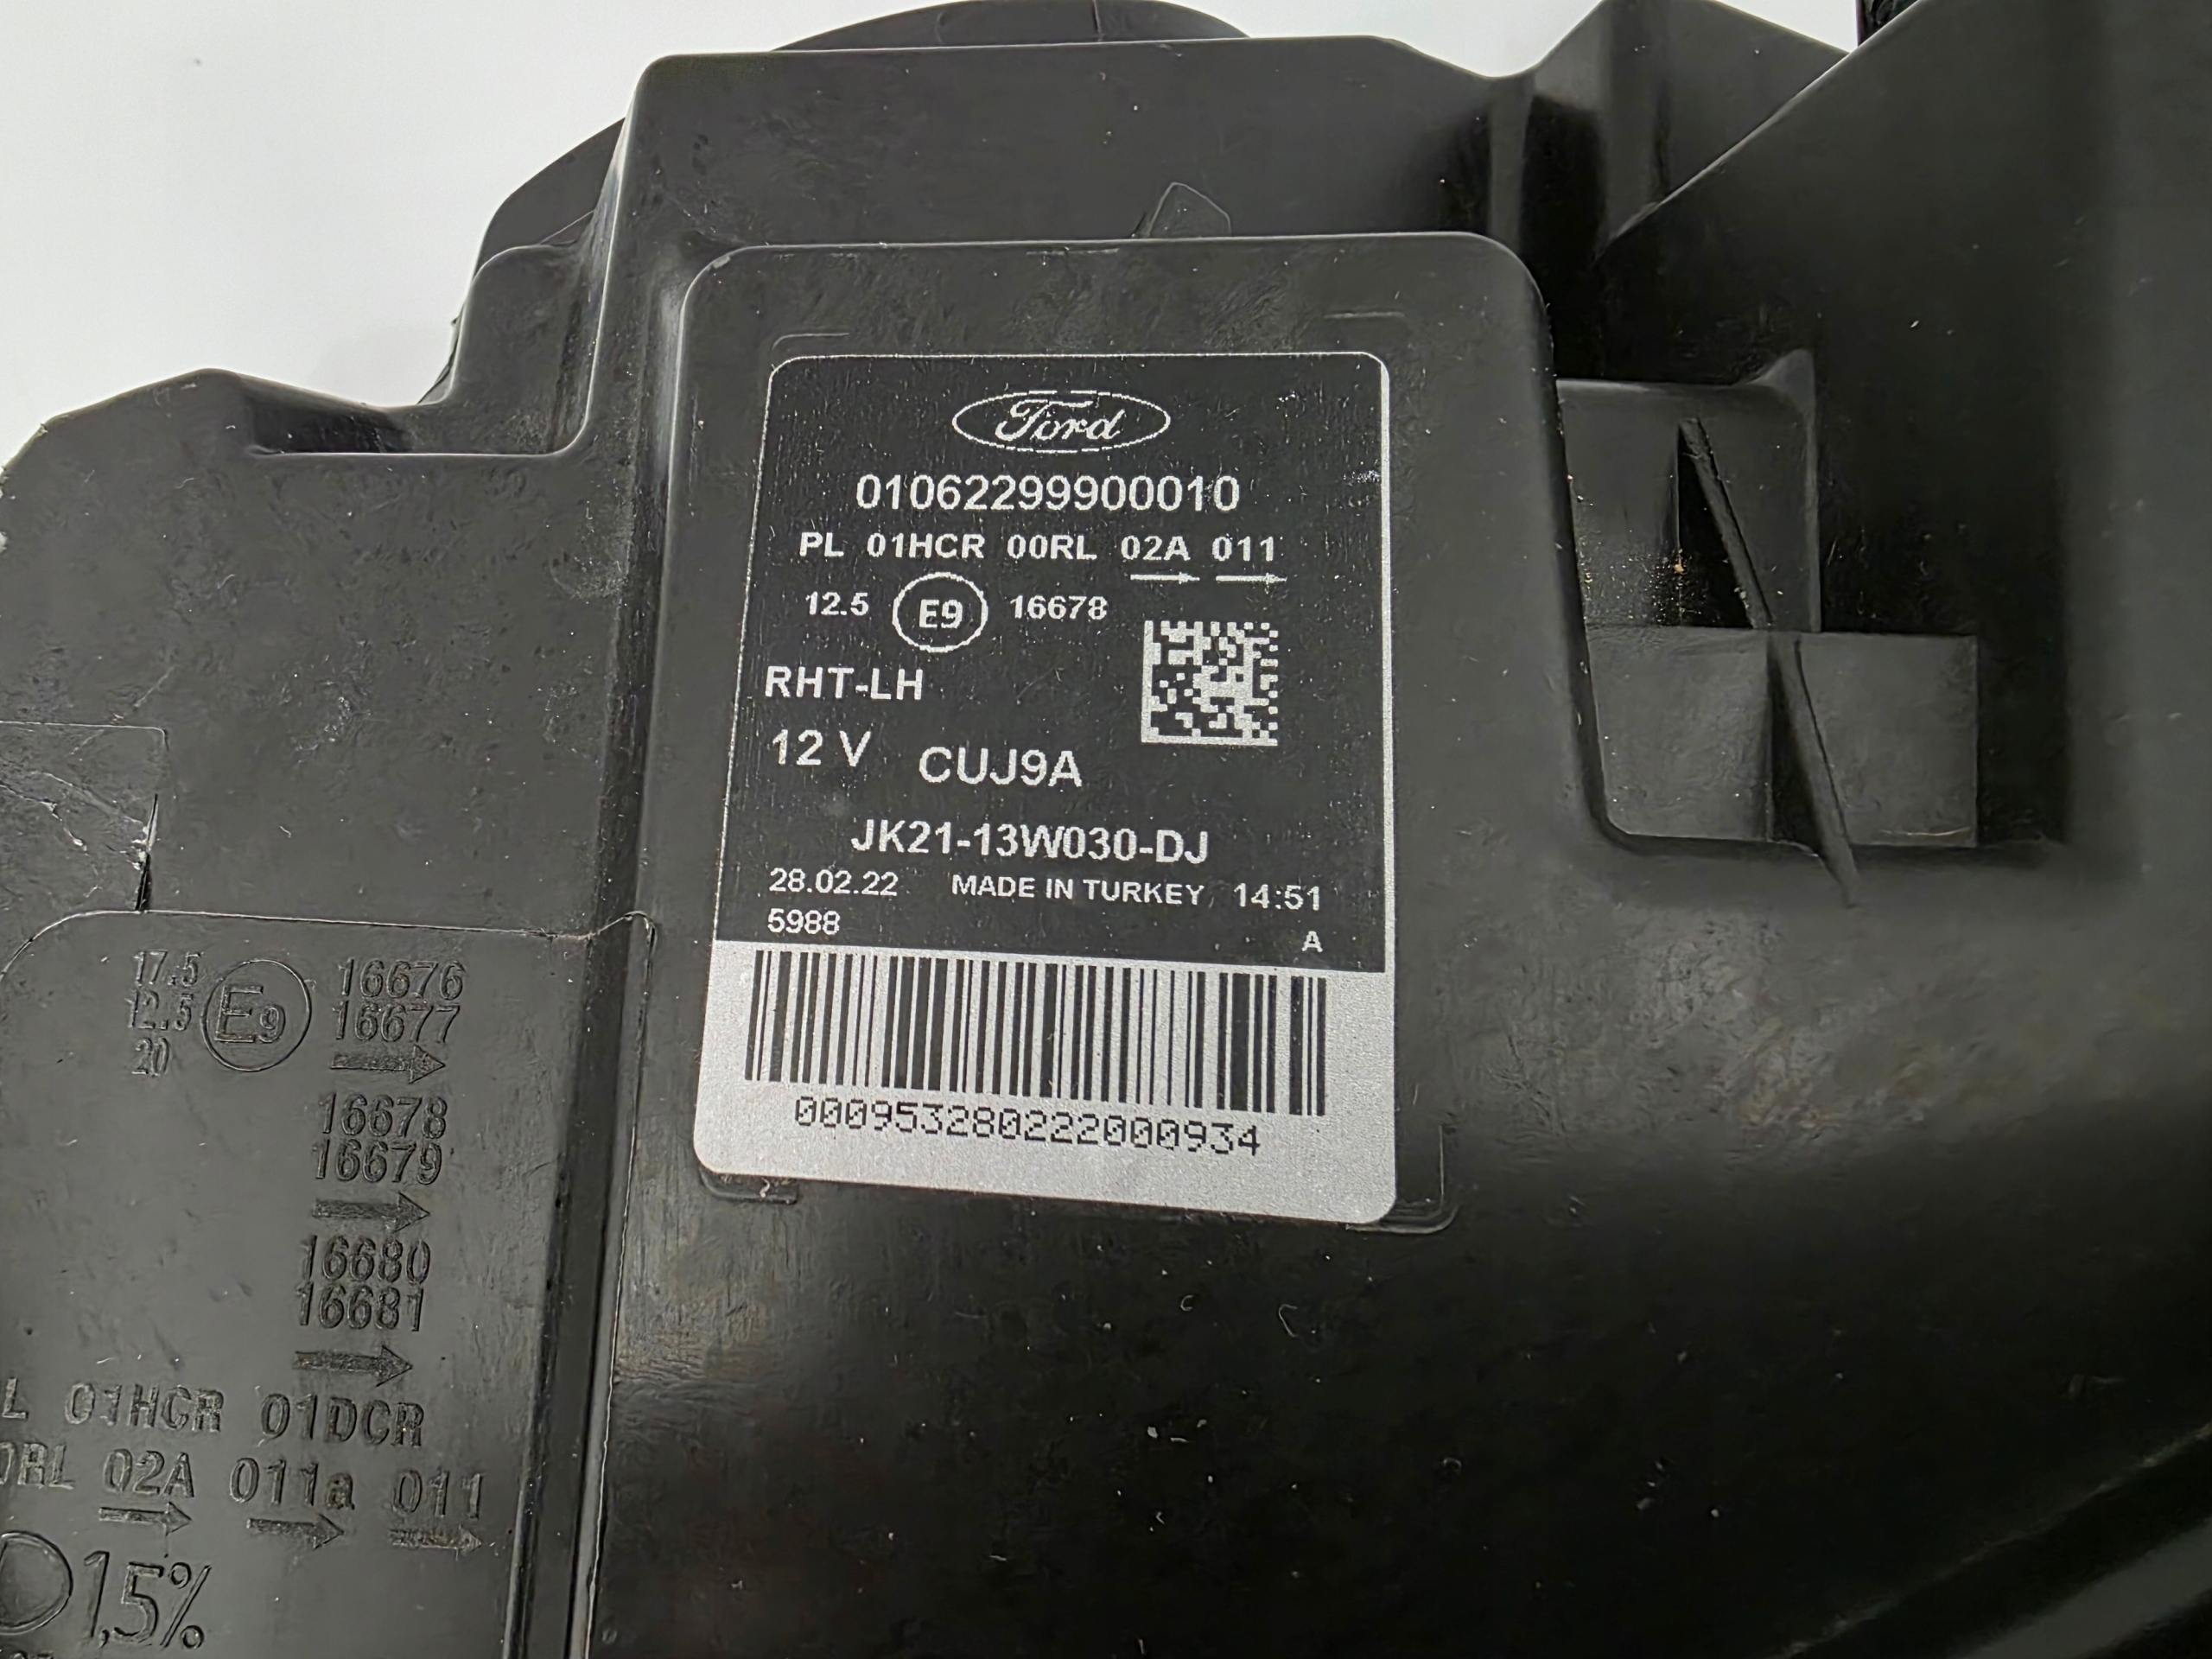 Ford
01062299900010
PL 01HCR 00RL 02A 011
12.5 E9 16678
RHT-LH
12 V CUJ9A
JK21-13W030-DJ
28.02.22 MADE IN TURKEY 14:51
5988 A
000953280222000934
17.5 E9 16676
12.5 16677
20
16678
16679
16680
16681
L 01HCR 01DCR
0RL 02A 011a 011
1,5%